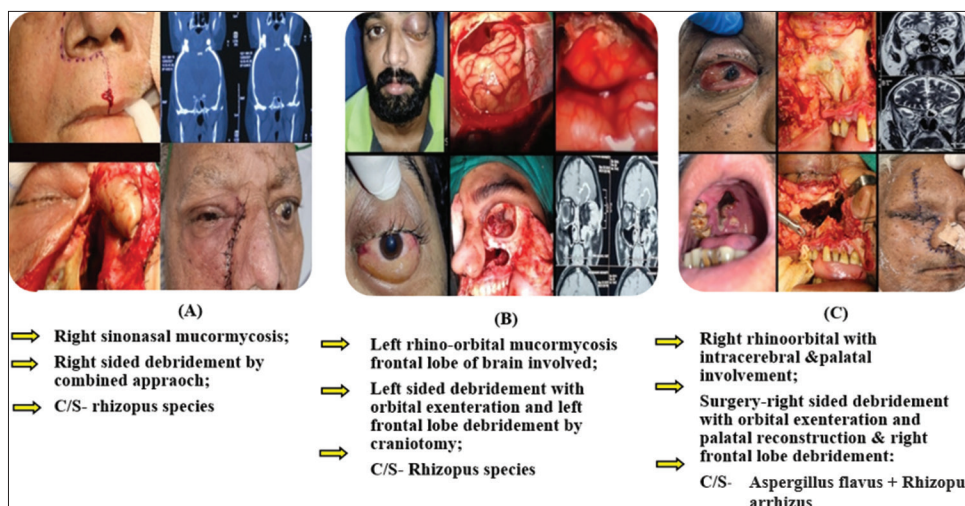 (A)
Right sinonasal mucormycosis;
Right sided debridement by
combined appraoch;
C/S- rhizopus species
(B)
Left rhino-orbital mucormycosis
frontal lobe of brain involved;
Left sided debridement with
orbital exenteration and left
frontal lobe debridement by
craniotomy;
C/S- Rhizopus species
(C)
Right rhinoorbital with
intracerebral &palatal
involvement;
Surgery-right sided debridement
with orbital exenteration and
palatal reconstruction & right
frontal lobe debridement:
C/S- Aspergillus flavus + Rhizopu
arrhizus